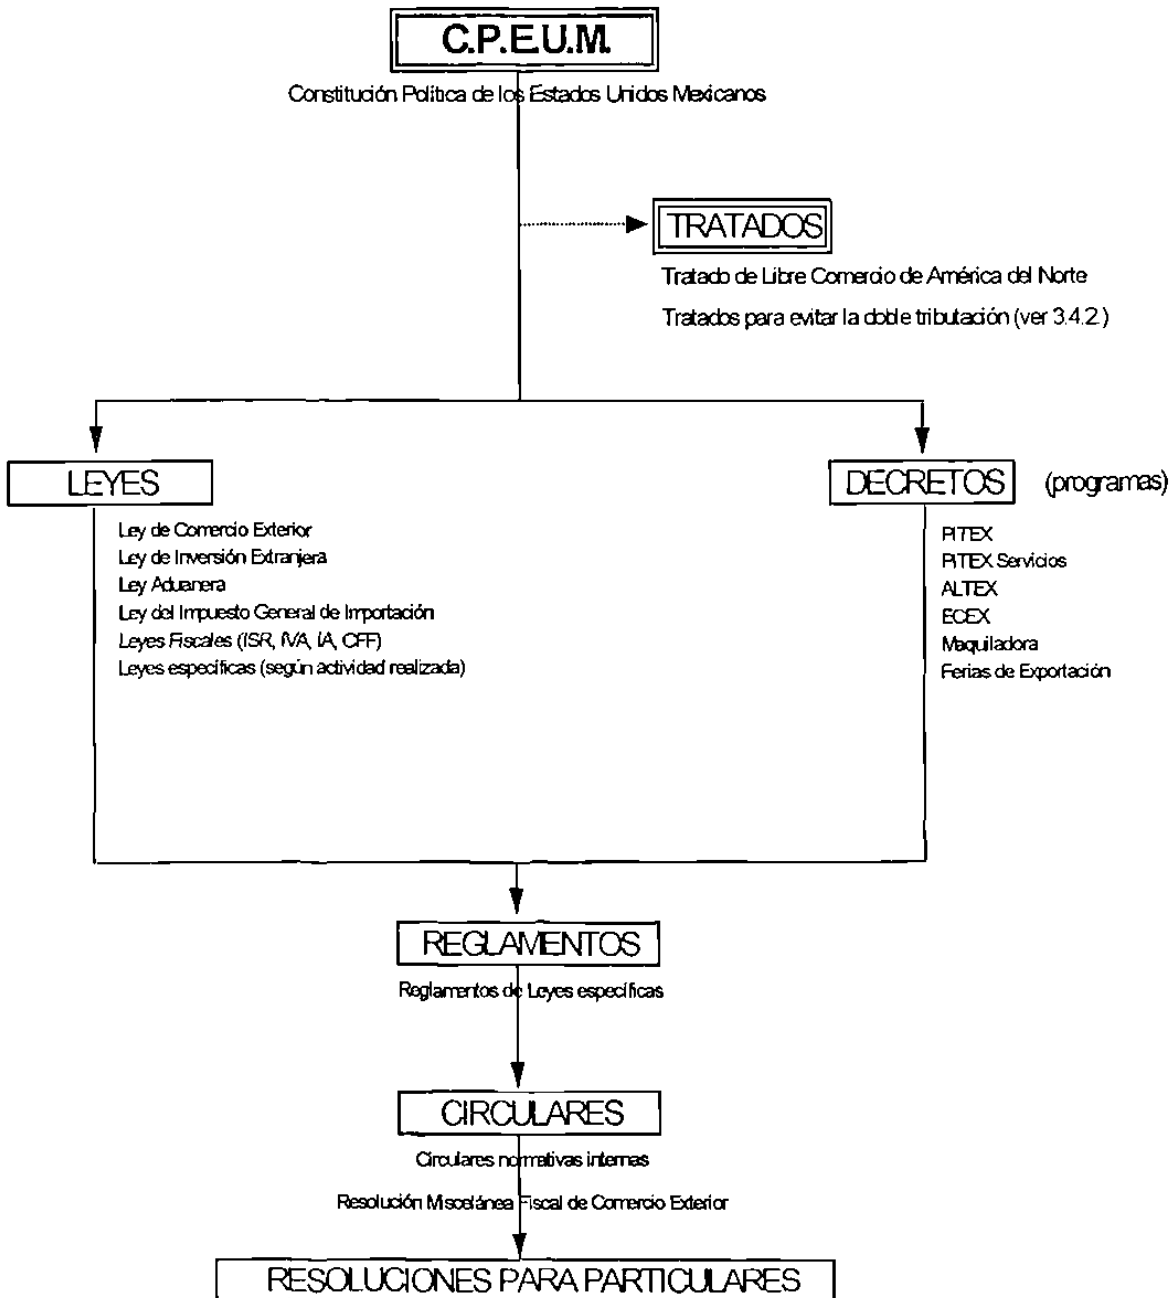 C.P.E.U.M.
Constitución Política de los Estados Unidos Mexicanos
TRATADOS
Tratado de Libre Comercio de América del Norte
Tratados para evitar la doble tributación (ver 3.4.2)
LEYES
Ley de Comercio Exterior
Ley de Inversión Extranjera
Ley Aduanera
Ley del Impuesto General de Importación
Leyes Fiscales (ISR, IVA, IA, CFF)
Leyes específicas (según actividad realizada)
DECRETOS (programas)
PITEX
PITEX Servicios
ALTEX
ECEX
Maquiladora
Ferias de Exportación
REGLAMENTOS
Reglamentos de Leyes específicas
CIRCULARES
Circulares normativas internas
Resolución Miscelánea Fiscal de Comercio Exterior
RESOLUCIONES PARA PARTICULARES